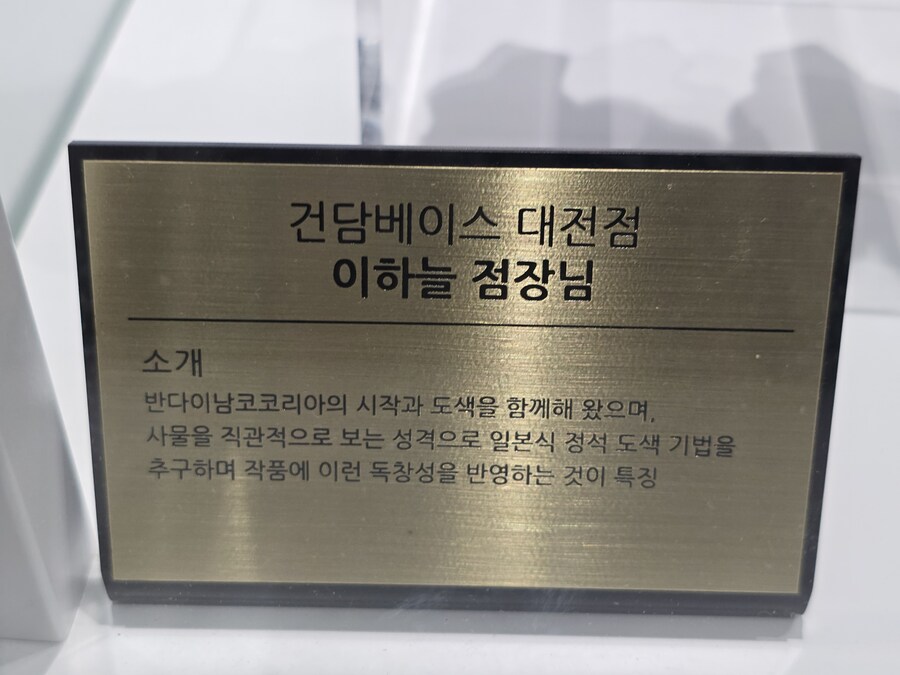 건담베이스 대전점
이하늘 점장님
소개
반다이남코코리아의 시작과 도색을 함께해 왔으며,
사물을 직관적으로 보는 성격으로 일본식 정석 도색 기법을
추구하며 작품에 이런 독창성을 반영하는 것이 특징